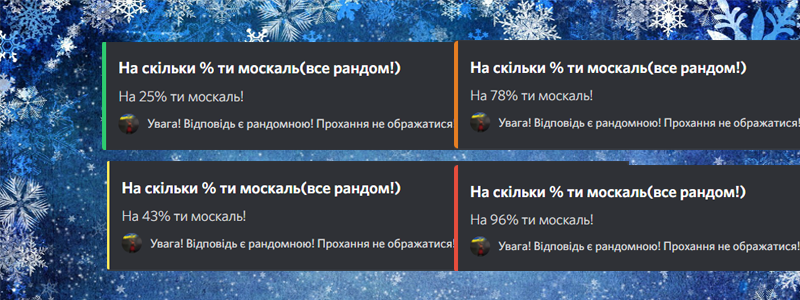 На скільки % ти москаль(все рандом!)
На 25% ти москаль!
Увага! Відповідь є рандомною! Прохання не ображатися
На скільки % ти москаль(все рандом!)
На 78% ти москаль!
Увага! Відповідь є рандомною! Прохання не ображатися!
На скільки % ти москаль(все рандом!)
На 43% ти москаль!
Увага! Відповідь є рандомною! Прохання не ображатися!
На скільки % ти москаль(все рандом!)
На 96% ти москаль!
Увага! Відповідь є рандомною! Прохання не ображатися!